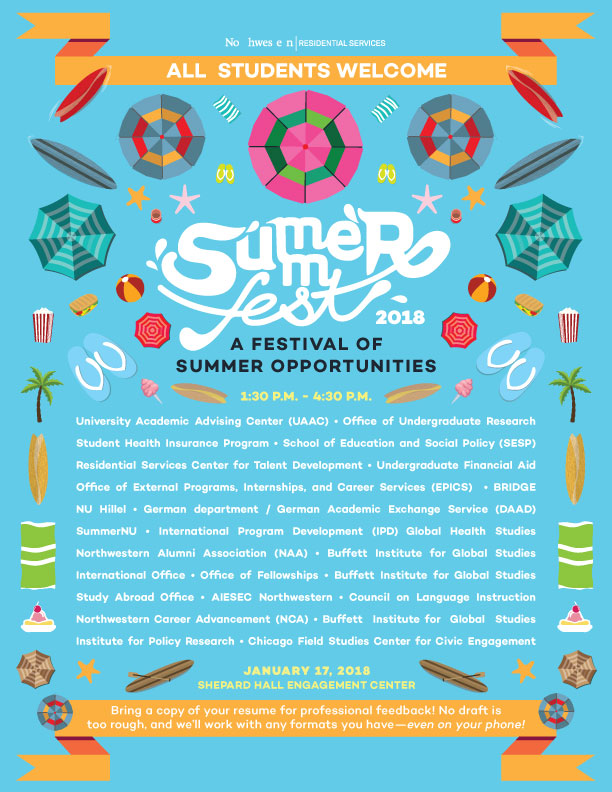 No hwes e n | RESIDENTIAL SERVICES
ALL STUDENTS WELCOME
SummeR
fest
2018
A FESTIVAL OF
SUMMER OPPORTUNITIES
1:30 P.M. - 4:30 P.M.
University Academic Advising Center (UAAC) • Office of Undergraduate Research
Student Health Insurance Program • School of Education and Social Policy (SESP)
Residential Services Center for Talent Development • Undergraduate Financial Aid
Office of External Programs, Internships, and Career Services (EPICS) • BRIDGE
NU Hillel • German department / German Academic Exchange Service (DAAD)
SummerNU • International Program Development (IPD) Global Health Studies
Northwestern Alumni Association (NAA) • Buffett Institute for Global Studies
International Office • Office of Fellowships • Buffett Institute for Global Studies
Study Abroad Office • AIESEC Northwestern • Council on Language Instruction
Northwestern Career Advancement (NCA) • Buffett Institute for Global Studies
Institute for Policy Research • Chicago Field Studies Center for Civic Engagement
JANUARY 17, 2018
SHEPARD HALL ENGAGEMENT CENTER
Bring a copy of your resume for professional feedback! No draft is
too rough, and we'll work with any formats you have—even on your phone!